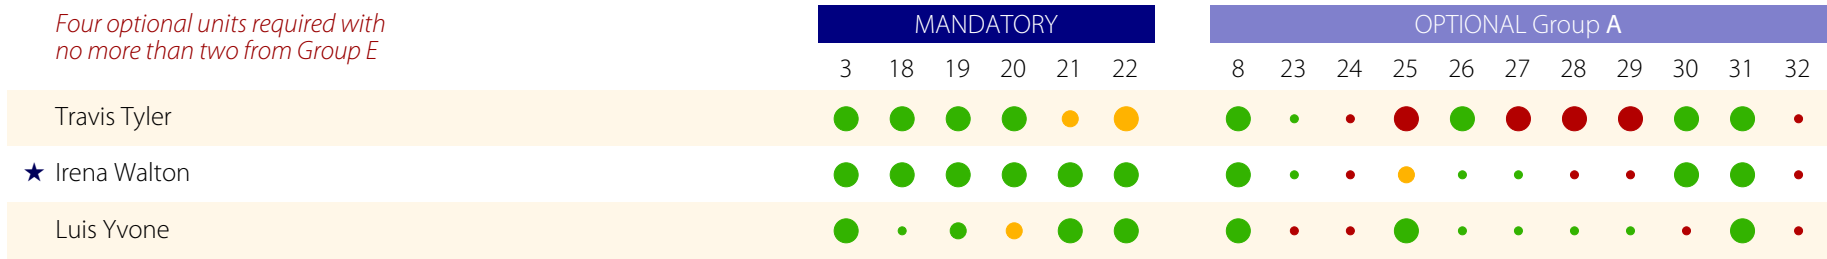 Four optional units required with
no more than two from Group E
MANDATORY
OPTIONAL Group A
3 18 19 20 21 22 8 23 24 25 26 27 28 29 30 31 32
Travis Tyler
Irena Walton
Luis Yvone